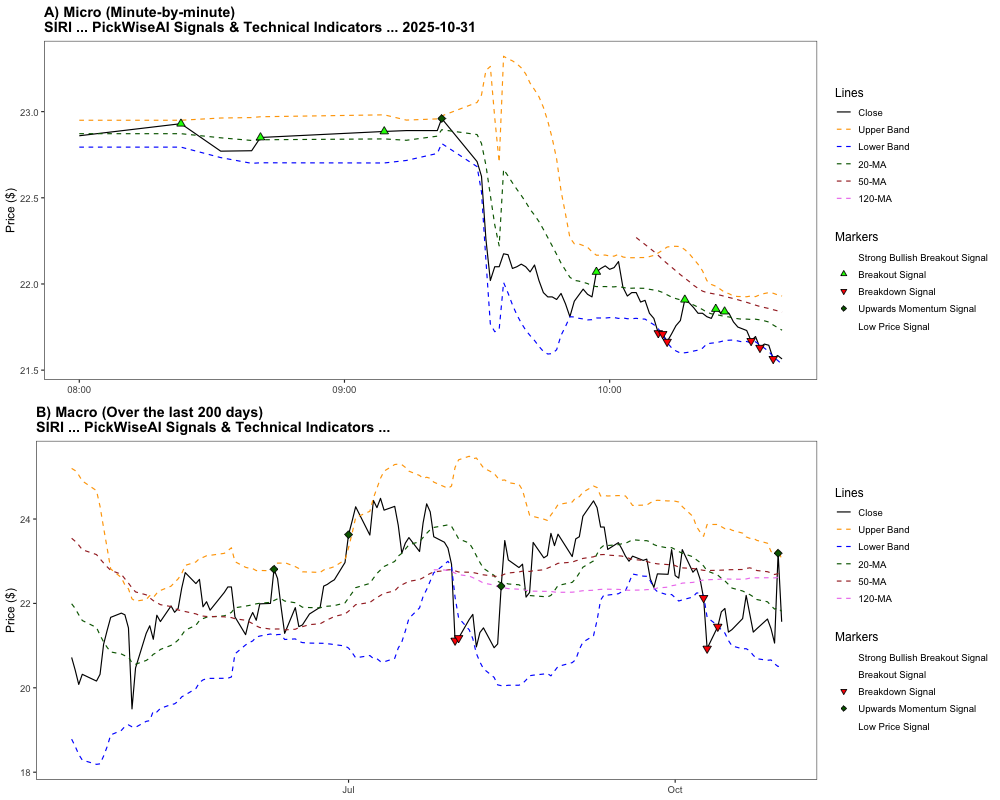 A) Micro (Minute-by-minute)
SIRI ... PickWiseAI Signals & Technical Indicators ... 2025-10-31
Price ($)
23.0
22.5
22.0
21.5
08:00
09:00
10:00
Lines
Close
Upper Band
Lower Band
20-MA
50-MA
120-MA
Markers
Strong Bullish Breakout Signal
Breakout Signal
Breakdown Signal
Upwards Momentum Signal
Low Price Signal
B) Macro (Over the last 200 days)
SIRI ... PickWiseAI Signals & Technical Indicators ...
Price ($)
24
22
20
18
Jul
Oct
Lines
Close
Upper Band
Lower Band
20-MA
50-MA
120-MA
Markers
Strong Bullish Breakout Signal
Breakout Signal
Breakdown Signal
Upwards Momentum Signal
Low Price Signal